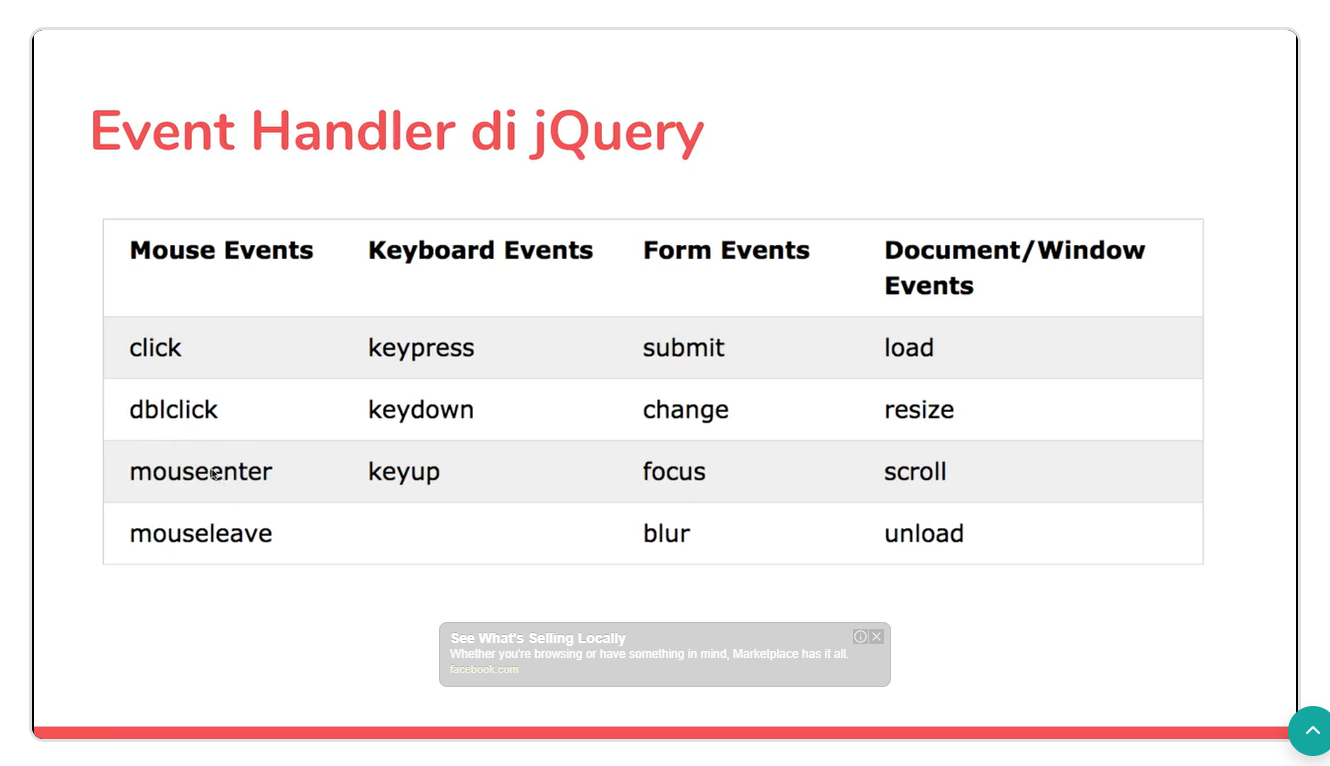 Event Handler di jQuery
Mouse Events Keyboard Events Form Events Document/Window Events
click keypress submit load
dblclick keydown change resize
mouseenter keyup focus scroll
mouseleave blur unload
See What's Selling Locally
Whether you're browsing or have something in mind, Marketplace has it all.
facebook.com